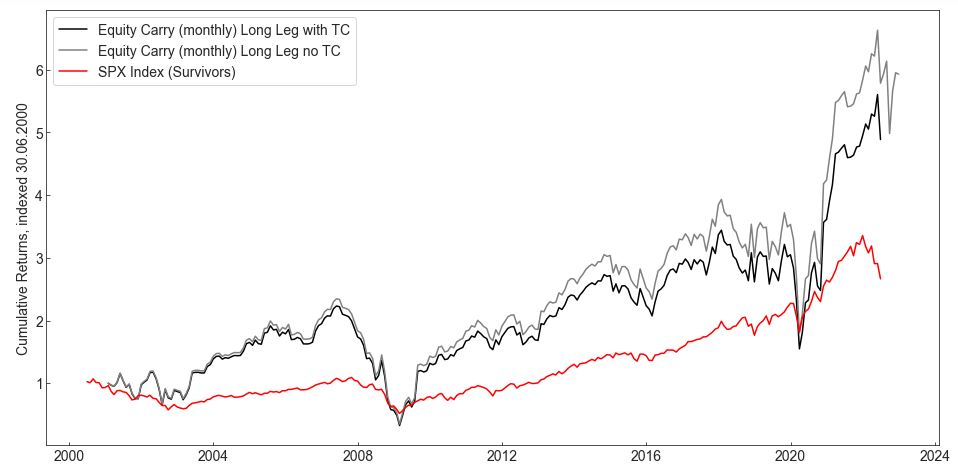 Equity Carry (monthly) Long Leg with TC
Equity Carry (monthly) Long Leg no TC
SPX Index (Survivors)
Cumulative Returns, indexed 30.06.2000
6
5
4
3
2
1
2000 2004 2008 2012 2016 2020 2024